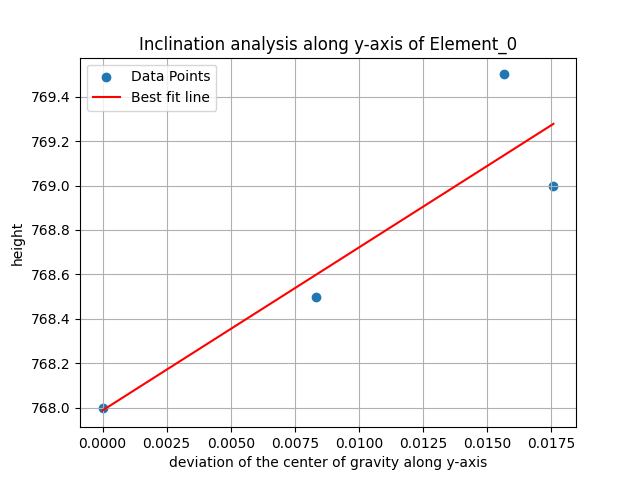 Inclination analysis along y-axis of Element_0
Data Points
Best fit line
769.4
769.2
769.0
768.8
768.6
768.4
768.2
768.0
height
0.0000 0.0025 0.0050 0.0075 0.0100 0.0125 0.0150 0.0175
deviation of the center of gravity along y-axis